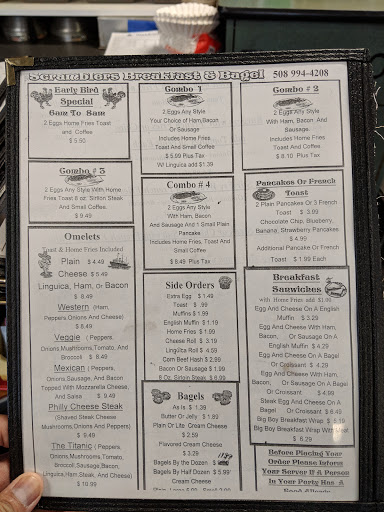 Scramblers Breakfast & Bagel 508 994-4208
Early Bird
Special
6am To 8am
2 Eggs Home Fries Toast
and Coffee
$ 5.50
Combo # 3
2 Eggs Any Style With Home
Fries Toast 8 oz. Sirloin Steak
And Small Coffee.
$ 9.49
Omelets
Toast & Home Fries Included
Plain $ 4.49
Cheese $ 5.49
Linguica, Ham, or Bacon
$ 8.49
Western (Ham,
Peppers,Onions And Cheese)
$ 8.49
Veggie ( Peppers,
Onions,Mushrooms,Tomato, And
Broccoli $ 8.49
Mexican ( Peppers,
Onions,Sausage, And Bacon
Topped With Mozzarella Cheese,
And Salsa $ 9.49
Philly Cheese Steak
(Shaved Steak Cheese
Mushrooms,Onions And Peppers)
$ 9.49
The Titanic ( Peppers,
Onions,Mushrooms,Tomato,
Broccoli,Sausage,Bacon,
Linguica,Ham,Steak, And Cheese)
$ 10.99
Combo 1
2 Eggs Any Style
Your Choice of Ham,Bacon
Or Sausage
Includes Home Fries
Toast And Small Coffee
$ 5.99 Plus Tax
W/ Linguica add $1.39
Combo # 4
2 Eggs Any Style
With Ham, Bacon
And Sausage And 1 Small Plain
Pancake
Includes Home Fries, Toast And
Small Coffee
$ 8.49 Plus Tax
Side Orders
Extra Egg $ 1.49
Toast $ .99
Muffins $ 1.99
English Muffin $ 1.19
Home Fries $ 1.99
Cheese Roll $ 3.19
Linguica Roll $ 4.59
Corn Beef Hash $ 2.99
Bacon Or Sausage $ 1.99
8 Oz. Sirloin Steak $ 6.99
Bagels
As Is $ 1.39
Butter Or Jelly $ 1.99
Plain Or Lite Cream Cheese
$ 2.59
Flavored Cream Cheese
$ 3.29
Bagels By the Dozen
Bagels By Half Dozen $ 5.99
Cream Cheese
Combo # 2
2 Eggs Any Style
With Ham, Bacon, And
Sausage,
Includes Home Fries
Toast And Coffee.
$ 8.10 Plus Tax
Pancakes Or French
Toast
2 Plain Pancakes Or 3 French
Toast $ 3.99
Chocolate Chip, Blueberry,
Banana, Strawberry Pancakes
$ 4.99
Additional Pancake Or French
Toast $1.99 Each
Breakfast
Sanwiches
with Home Fries add $1.00
Egg And Cheese On A English
Muffin $ 3.29
Egg And Cheese With Ham,
Bacon, Or Sausage On A
English Muffin $ 4.29
Egg And Cheese On A Bagel
Or Croissant $ 4.29
Egg And Cheese With Ham,
Bacon, Or Sausage On A Bagel
Or Croissant $ 4.99
Steak Egg And Cheese On A
Bagel Or Croissant $ 6.49
Big Boy Breakfast Wrap $ 5.29
Big Boy Breakfast Wrap With Meat
$ 6.29
Before Placing Your
Order Please Inform
Your Server If A Person
In Your Party Has A